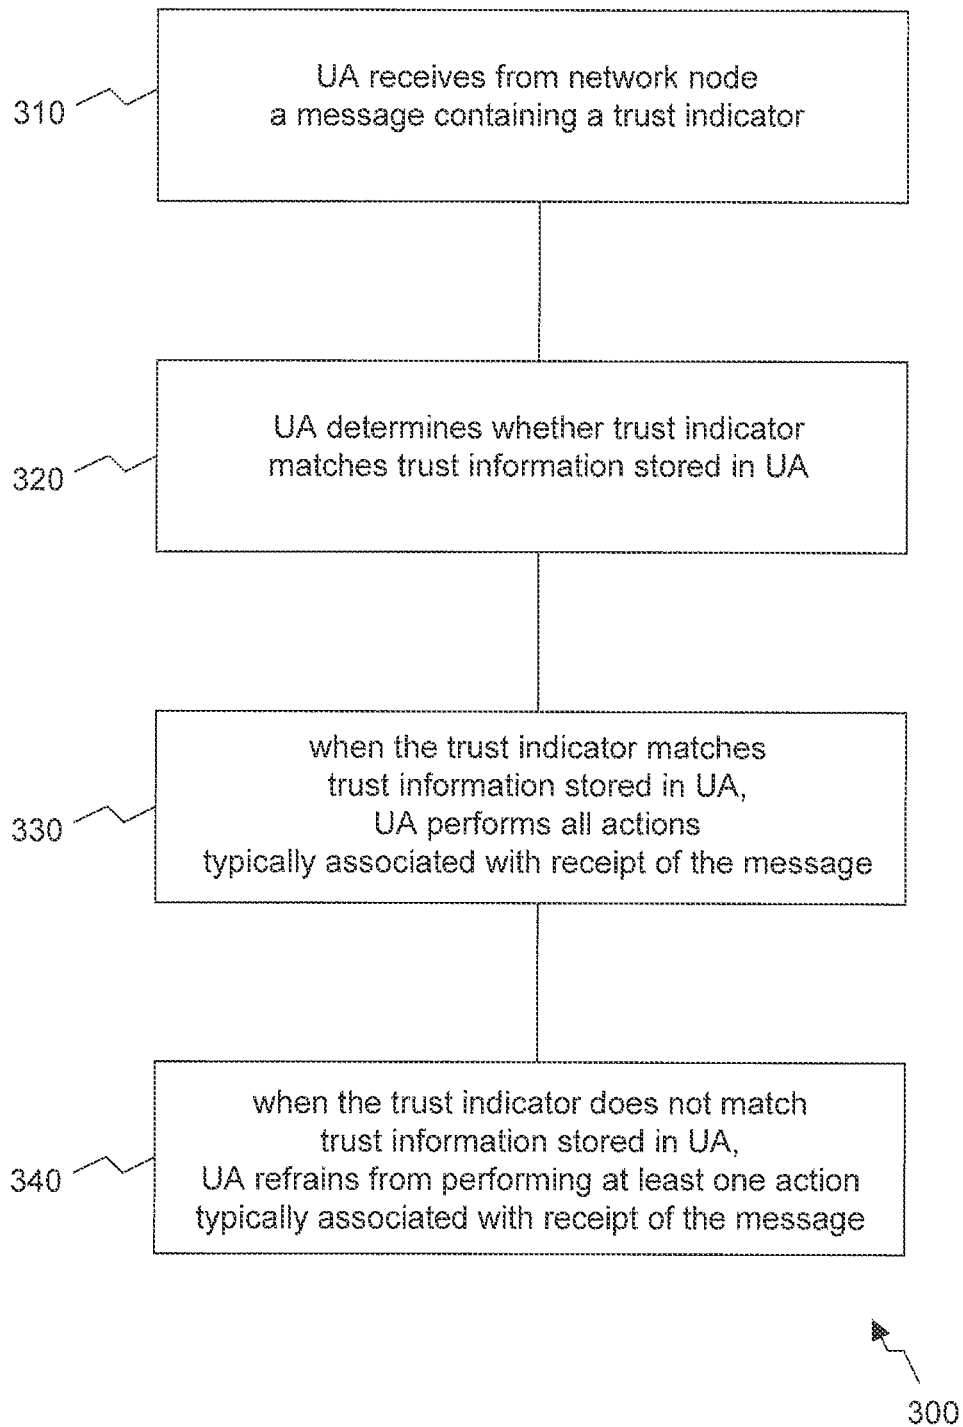 UA receives from network node
a message containing a trust indicator
310
UA determines whether trust indicator
matches trust information stored in UA
320
when the trust indicator matches
trust information stored in UA,
UA performs all actions
typically associated with receipt of the message
330
when the trust indicator does not match
trust information stored in UA,
UA refrains from performing at least one action
typically associated with receipt of the message
340
300